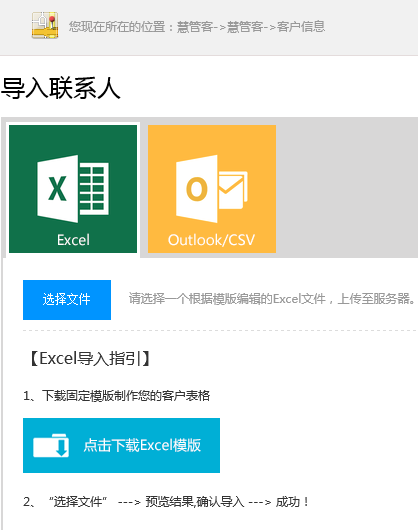 您现在所在的位置：慧管客->慧管客->客户信息
导入联系人
Excel
Outlook/CSV
选择文件
请选择一个根据模版编辑的Excel文件，上传至服务器。
【Excel导入指引】
1、下载固定模版制作您的客户表格
点击下载Excel模版
2、“选择文件” ---> 预览结果,确认导入 ---> 成功！